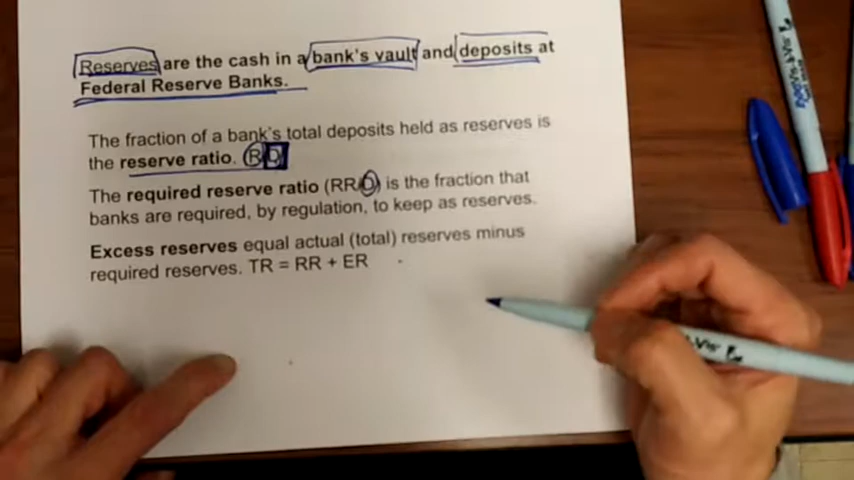 Reserves are the cash in a bank's vault and deposits at
Federal Reserve Banks.
The fraction of a bank's total deposits held as reserves is
the reserve ratio. (R/D)
The required reserve ratio (RR/D) is the fraction that
banks are required, by regulation, to keep as reserves.
Excess reserves equal actual (total) reserves minus
required reserves. TR = RR + ER